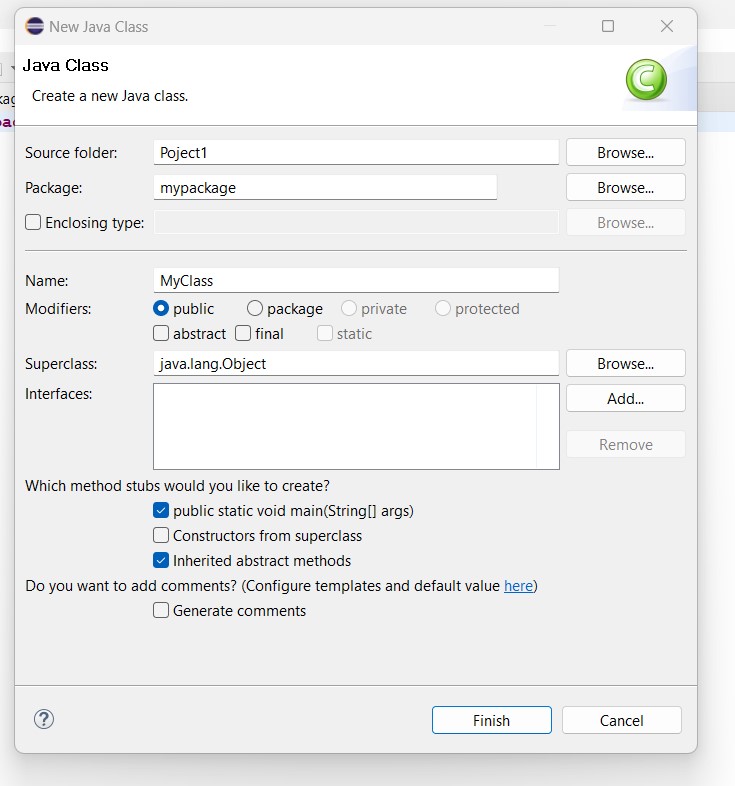 New Java Class
Java Class
Create a new Java class.
Source folder: Poject1 Browse...
Package: mypackage Browse...
Enclosing type: Browse...
Name: MyClass
Modifiers: public package private protected
abstract final static
Superclass: java.lang.Object Browse...
Interfaces: Add...
Remove
Which method stubs would you like to create?
public static void main(String[] args)
Constructors from superclass
Inherited abstract methods
Do you want to add comments? (Configure templates and default value here)
Generate comments
Finish Cancel